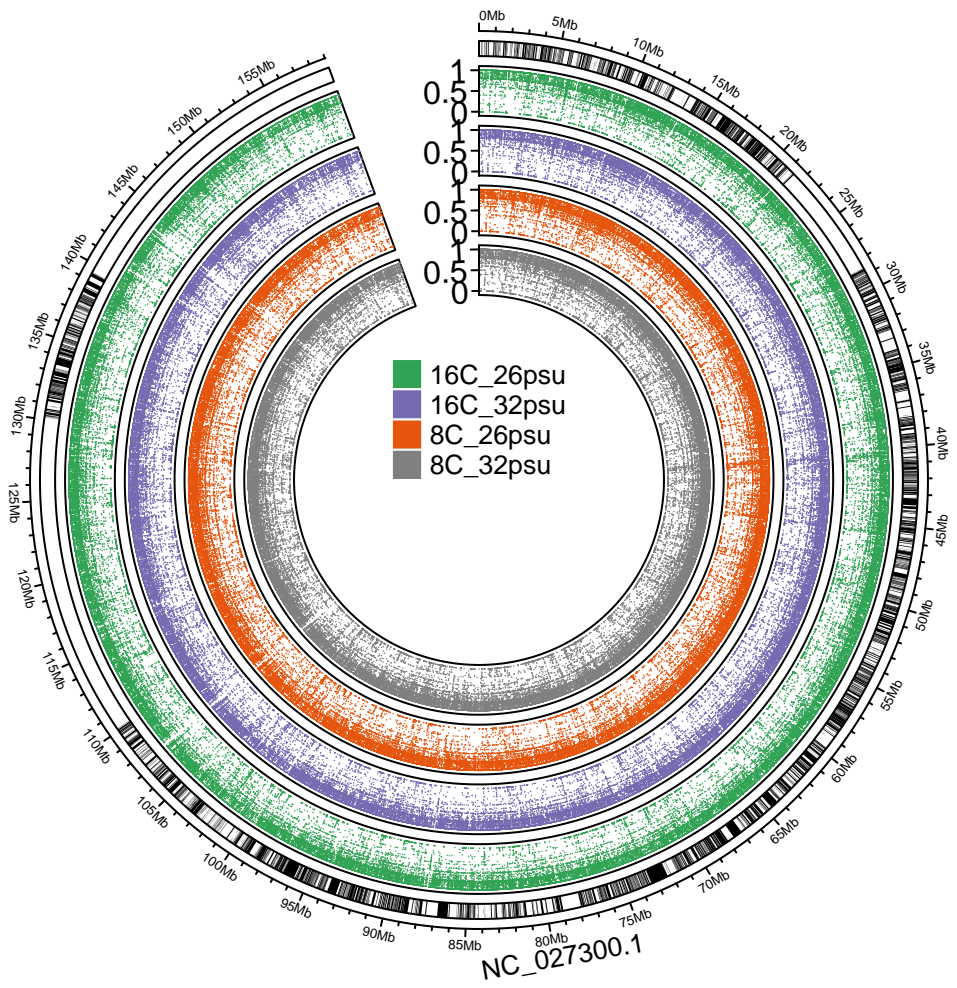 0Mb
5Mb
10Mb
15Mb
20Mb
25Mb
30Mb
35Mb
40Mb
45Mb
50Mb
55Mb
60Mb
65Mb
70Mb
75Mb
80Mb
85Mb
90Mb
95Mb
100Mb
105Mb
110Mb
115Mb
120Mb
125Mb
130Mb
135Mb
140Mb
145Mb
150Mb
155Mb
1
0.5
0
1
0.5
0
1
0.5
0
1
0.5
0
16C_26psu
16C_32psu
8C_26psu
8C_32psu
NC_027300.1